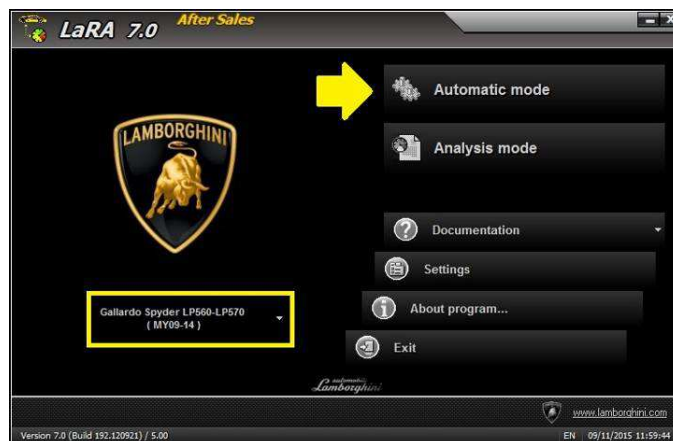 LaRA 7.0 After Sales
Automatic mode
LAMBORGHINI
Analysis mode
Documentation
Settings
Gallardo Spyder LP560-LP570
( MY09-14 )
About program...
Exit
automobili
Lamborghini
www.lamborghini.com
Version 7.0 (Build 192.120921) / 5.00
EN 09/11/2015 11:59:44